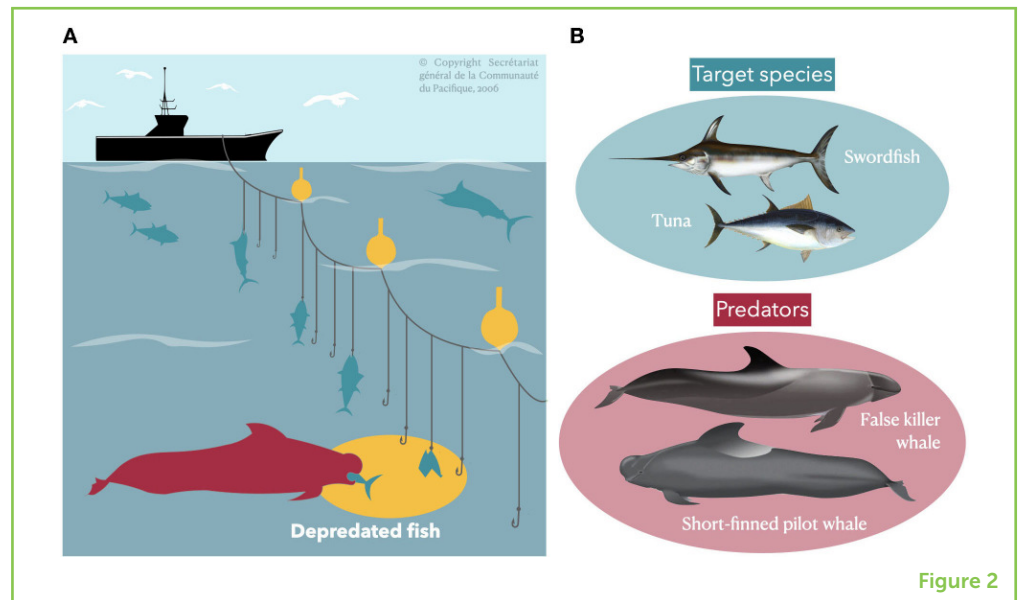 A
© Copyright Secrétariat
général de la Communauté
du Pacifique, 2006
Depredated fish
B
Target species
Swordfish
Tuna
Predators
False killer
whale
Short-finned pilot whale
Figure 2